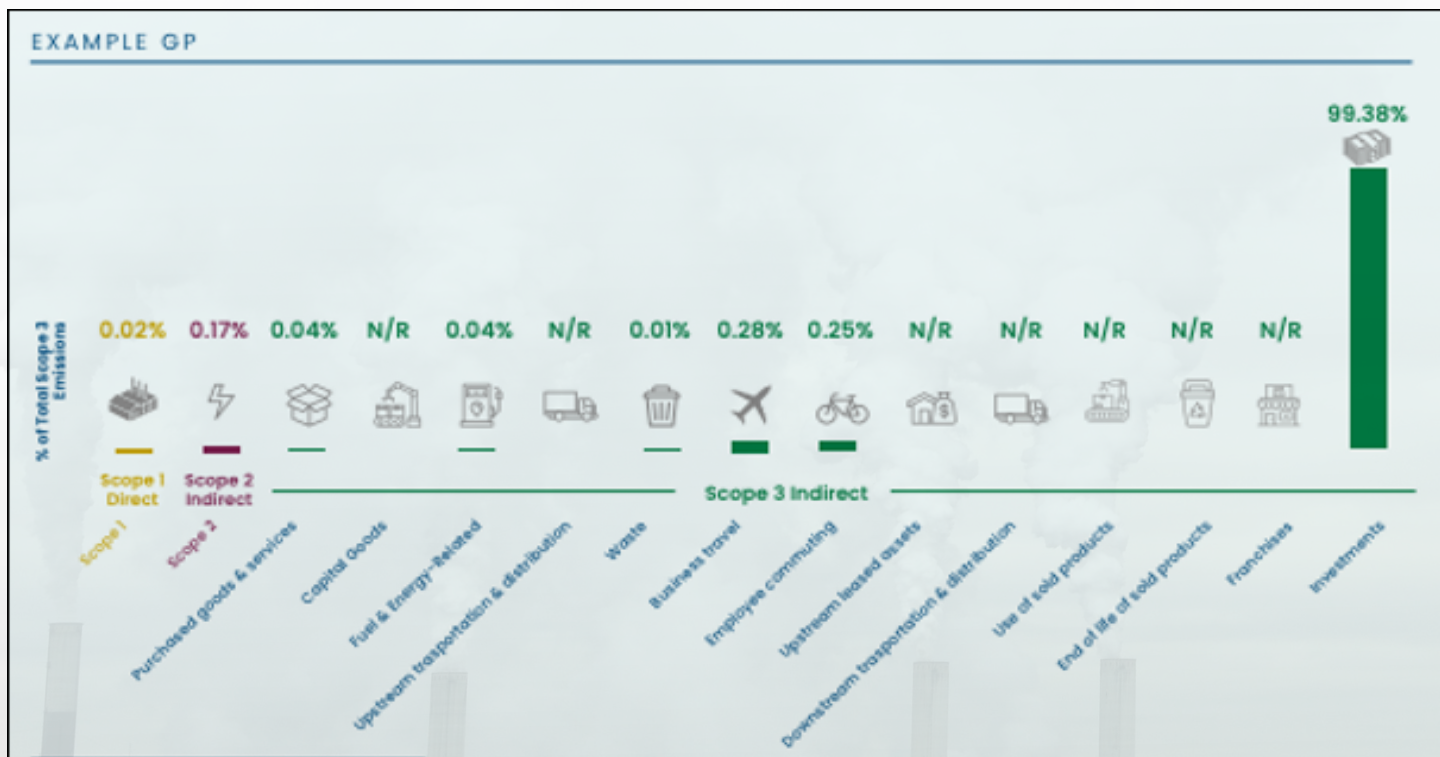 EXAMPLE GP
99.38%
% of Total Scope 3
Emissions
0.02%
0.17%
0.04%
N/R
0.04%
N/R
0.01%
0.28%
0.25%
N/R
N/R
N/R
N/R
N/R
Scope 1
Direct
Scope 2
Indirect
Scope 3 Indirect
Scope 1
Scope 2
Purchased goods & services
Capital Goods
Fuel & Energy-Related
Upstream trasportation & distribution
Waste
Business travel
Employee commuting
Upstream leased assets
Downstream trasportation & distribution
Use of sold products
End of life of sold products
Franchises
Investments